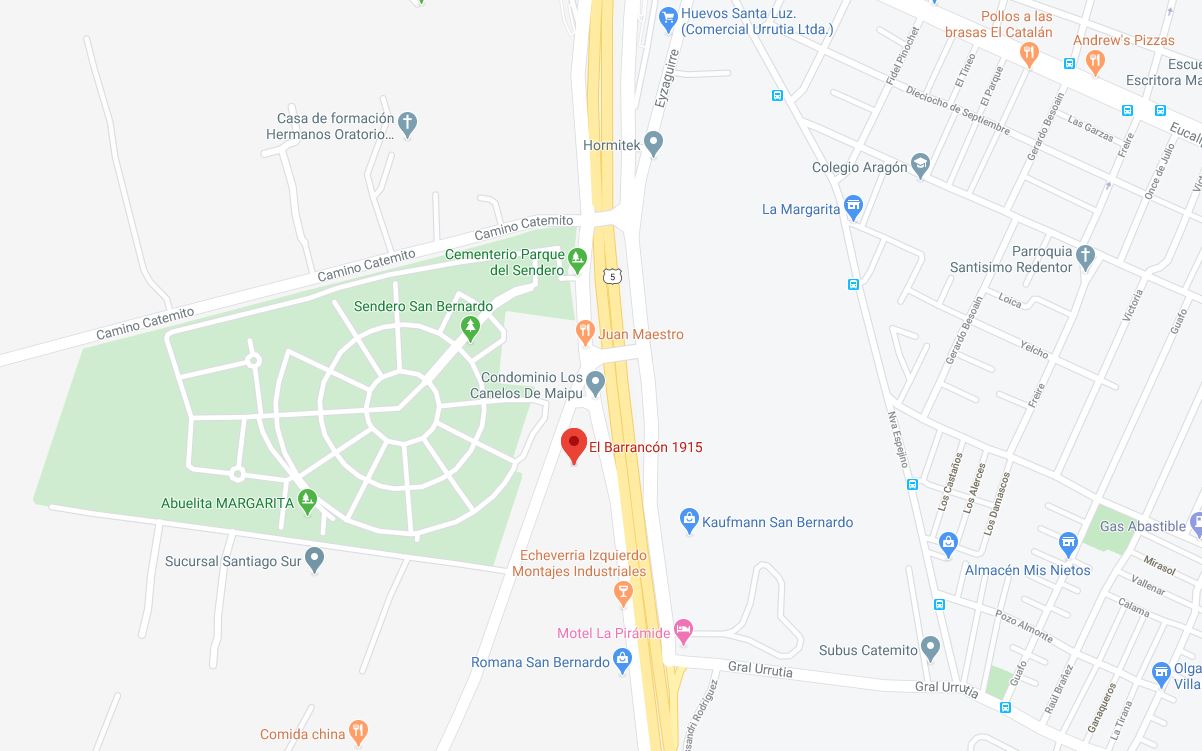 Huevos Santa Luz.
(Comercial Urrutia Ltda.)
Pollos a las
brasas El Catalán
Andrew's Pizzas
Escue
Escritora Ma
Fidel Pinochet
El Tineo
El Parque
Eyzaguirre
Dieciocho de Septiembre
Gerardo Besoain
Las Garzas
Freire
Eucali
Once de Julio
Casa de formación
Hermanos Oratorio...
Hormitek
Colegio Aragón
La Margarita
Camino Catemito
Camino Catemito
Camino Catemito
Cementerio Parque
del Sendero
5
Parroquia
Santisimo Redentor
Loica
Victoria
Guafo
Sendero San Bernardo
Juan Maestro
Gerardo Besoain
Yelcho
Freire
Condominio Los
Canelos De Maipu
El Barrancón 1915
Nva Espejino
Los Castaños
Los Alerces
Los Damascos
Abuelita MARGARITA
Kaufmann San Bernardo
Gas Abastible
Sucursal Santiago Sur
Echeverria Izquierdo
Montajes Industriales
Almacén Mis Nietos
Mirasol
Vallenar
Calama
Pozo Almonte
Motel La Pirámide
Romana San Bernardo
Subus Catemito
Gral Urrutia
Gral Urrutia
Guafo
Raúl Brañez
Ganaqueros
La Tirana
Olga
Villa
Comida china